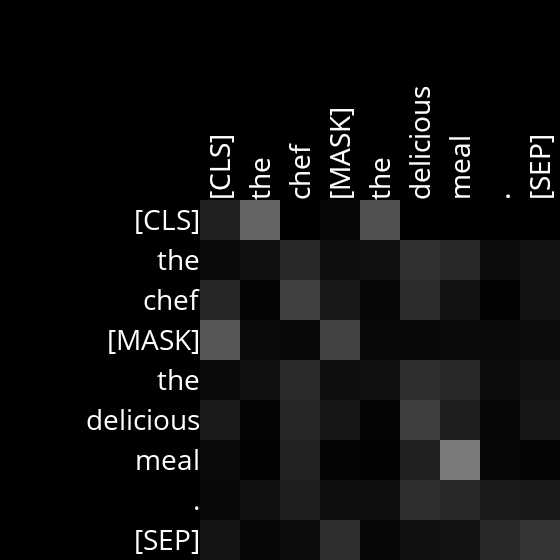 [CLS] the chef [MASK] the delicious meal . [SEP]
[CLS]
the
chef
[MASK]
the
delicious
meal
.
[SEP]